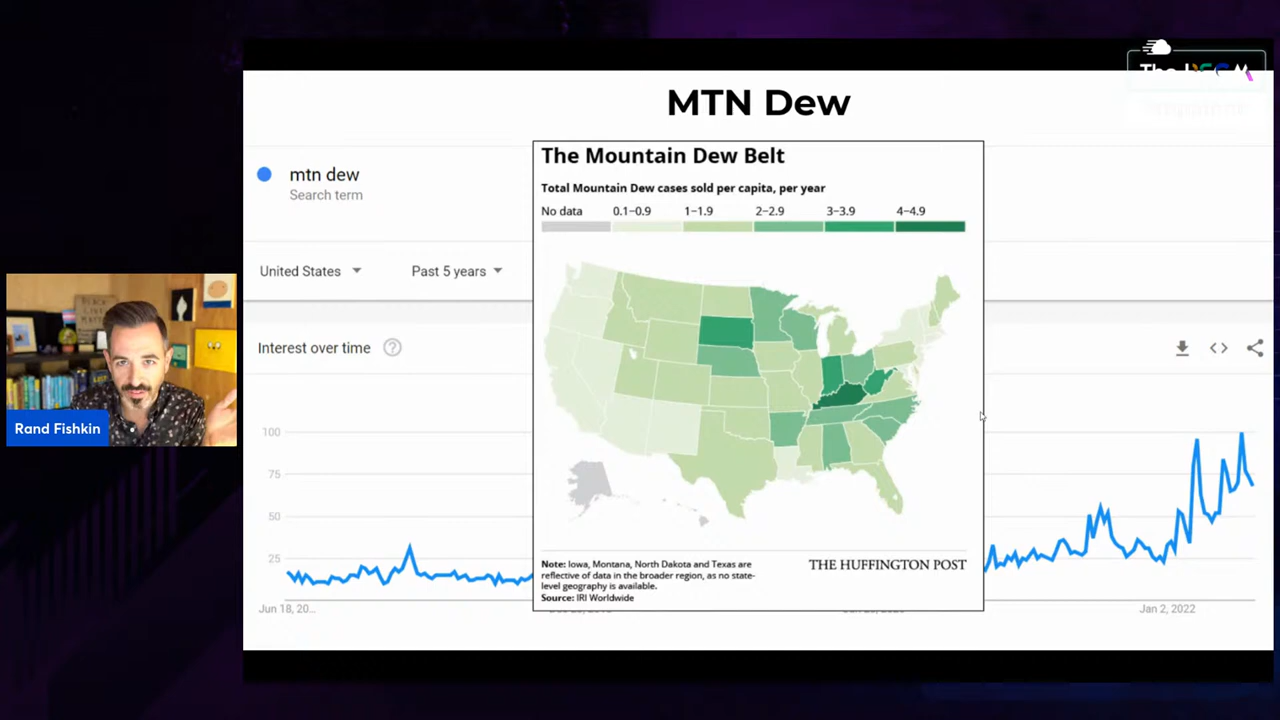 MTN Dew
mtn dew
Search term
United States
Past 5 years
Interest over time
?
100
75
50
25
Jun 18, 20...
Jan 2, 2022
The Mountain Dew Belt
Total Mountain Dew cases sold per capita, per year
No data 0.1–0.9 1–1.9 2–2.9 3–3.9 4–4.9
Note: Iowa, Montana, North Dakota and Texas are
reflective of data in the broader region, as no state-
level geography is available.
Source: IRI Worldwide
THE HUFFINGTON POST
BLACK
LIVES
Rand Fishkin